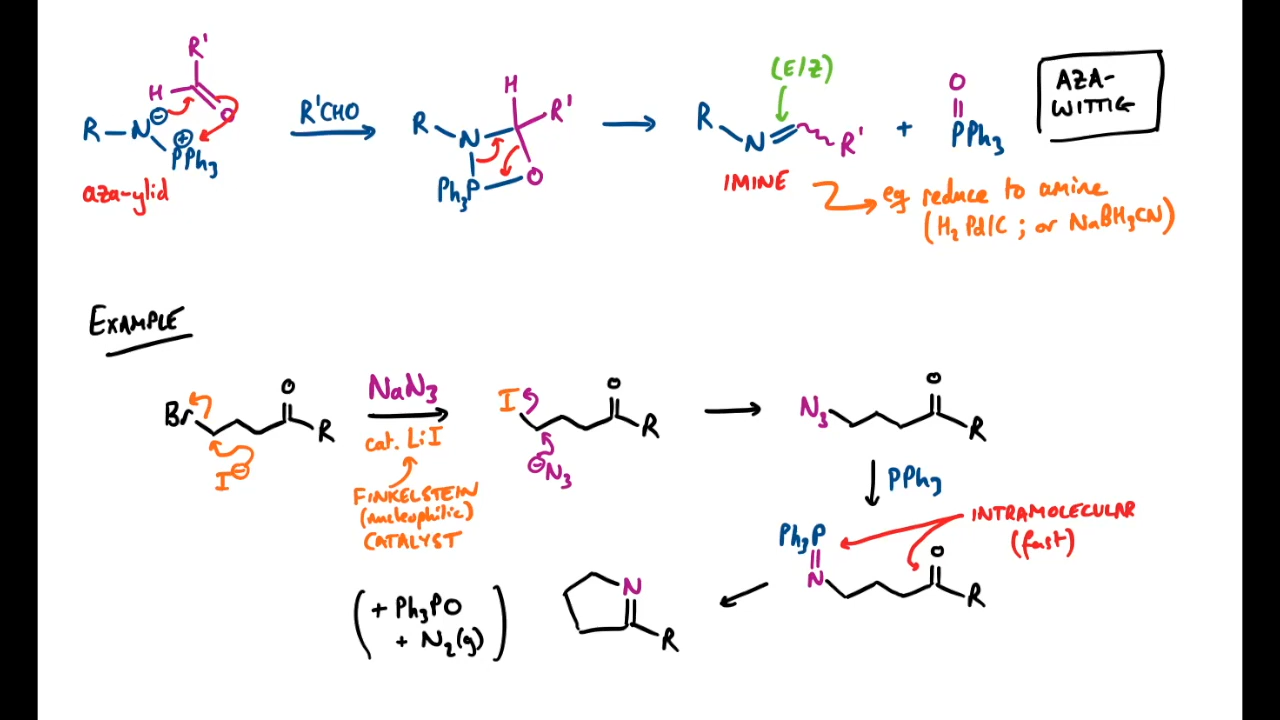 R'
H
O
R–N⊖
⊕
PPh₃
aza-ylid
R'CHO
H
R'
R
N
Ph₃P
O
(E/Z)
R
N
R'
IMINE
+
O
PPh₃
AZA-
WITTIG
eg reduce to amine
(H₂ Pd/C ; or NaBH₃CN)
EXAMPLE
Br
O
R
I⊖
NaN₃
cat. LiI
FINKELSTEIN
(nucleophilic)
CATALYST
I
O
R
⊖N₃
N₃
O
R
PPh₃
INTRAMOLECULAR
(fast)
Ph₃P
N
O
R
N
R
(+ Ph₃PO
+ N₂(g))